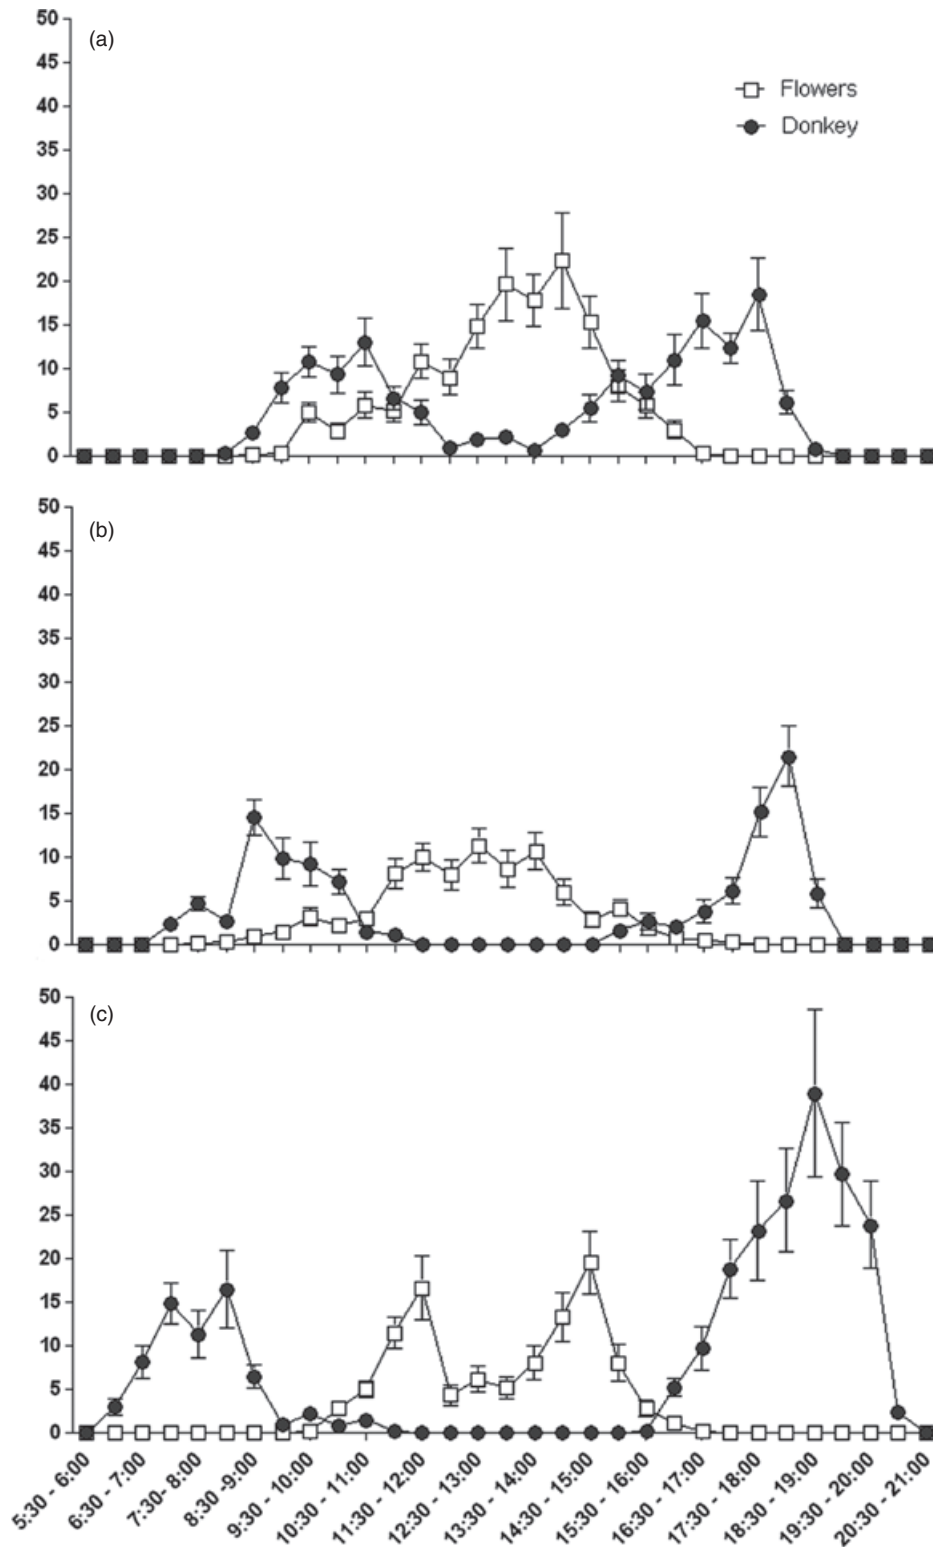 50
(a)
45
Flowers
40
Donkey
35
30
25
20
15
10
5
0
50
(b)
45
40
35
30
25
20
15
10
5
0
50
(c)
45
40
35
30
25
20
15
10
5
0
5:30 - 6:00
6:30 - 7:00
7:30- 8:00
8:30 -9:00
9:30 - 10:00
10:30 - 11:00
11:30 - 12:00
12:30 - 13:00
13:30 - 14:00
14:30 - 15:00
15:30 - 16:00
16:30 - 17:00
17:30 - 18:00
18:30 - 19:00
19:30 - 20:00
20:30 - 21:00